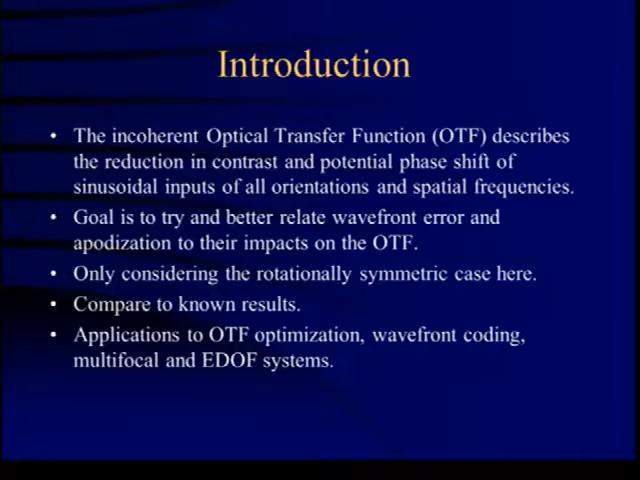 Introduction
• The incoherent Optical Transfer Function (OTF) describes
the reduction in contrast and potential phase shift of
sinusoidal inputs of all orientations and spatial frequencies.
• Goal is to try and better relate wavefront error and
apodization to their impacts on the OTF.
• Only considering the rotationally symmetric case here.
• Compare to known results.
• Applications to OTF optimization, wavefront coding,
multifocal and EDOF systems.